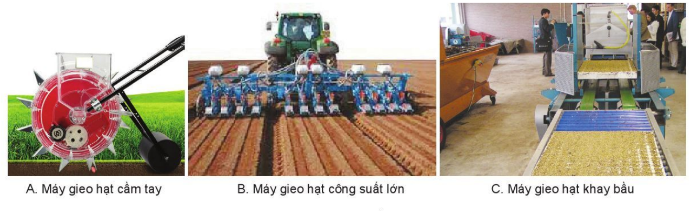 A. Máy gieo hạt cầm tay
B. Máy gieo hạt công suất lớn
C. Máy gieo hạt khay bầu